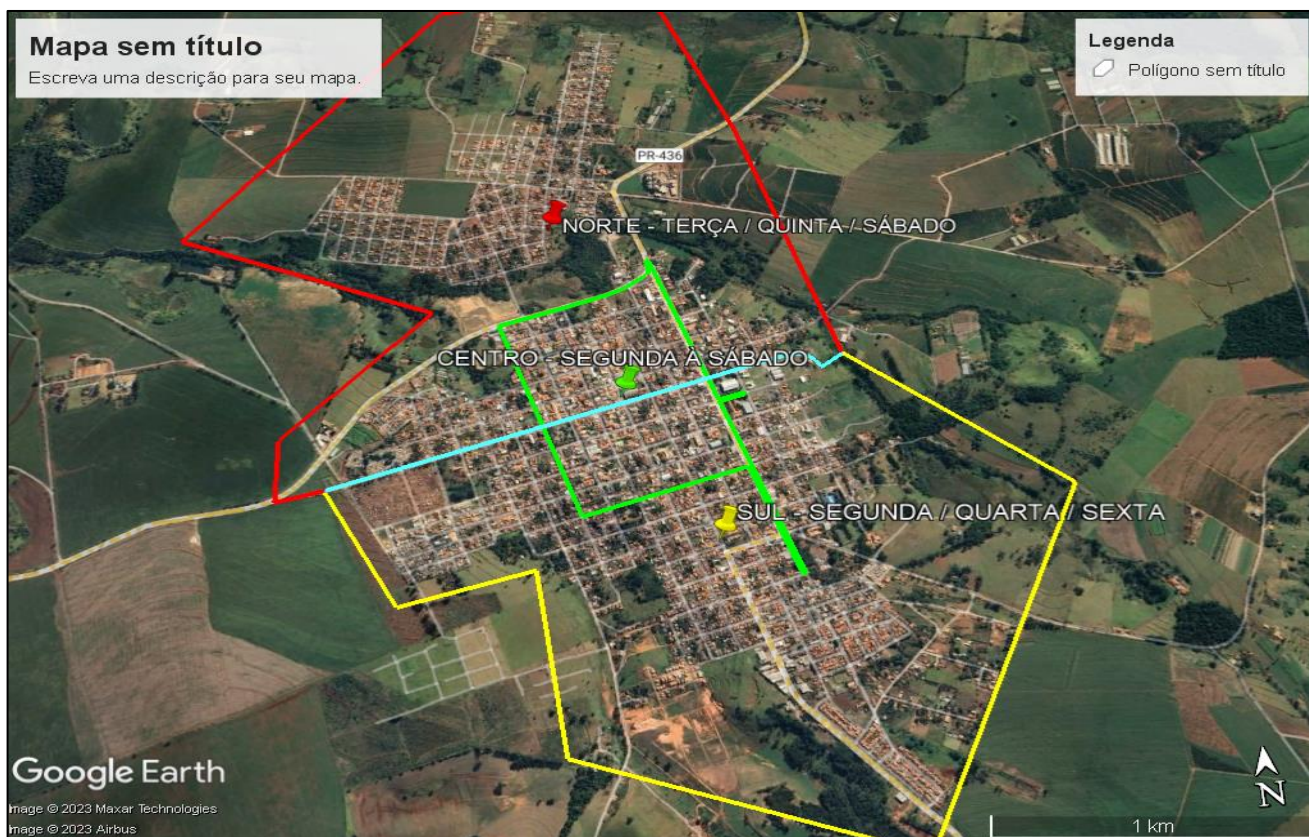 Mapa sem título
Escreva uma descrição para seu mapa.
Legenda
Polígono sem título
PR-436
NORTE - TERÇA / QUINTA / SÁBADO
CENTRO - SEGUNDA À SÁBADO
SUL - SEGUNDA / QUARTA / SEXTA
Google Earth
Image © 2023 Maxar Technologies
Image © 2023 Airbus
N
1 km